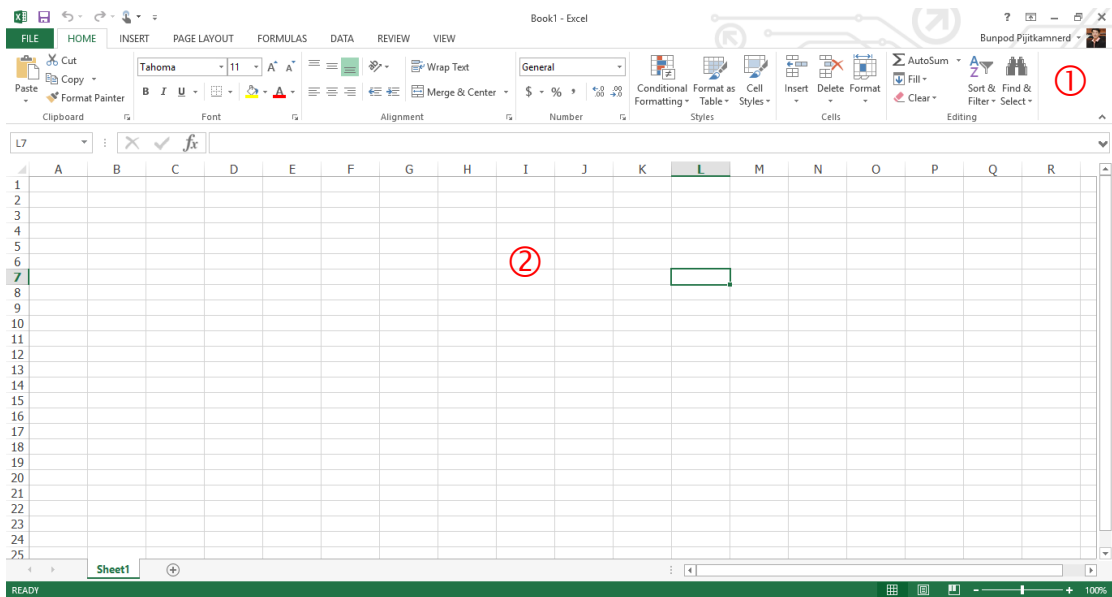 Book1 - Excel
?
FILE HOME INSERT PAGE LAYOUT FORMULAS DATA REVIEW VIEW Bunpod Pijitkamnerd
Paste
Cut
Copy
Format Painter
Clipboard
Tahoma 11 A A
B I U A
Font
Wrap Text
Merge & Center
Alignment
General
$ % , .0 .00 .00 .0
Number
Conditional Formatting
Format as Table
Cell Styles
Styles
Insert Delete Format
Cells
AutoSum
Fill
Clear
Sort & Filter
Find & Select
Editing
①
L7 fx
A B C D E F G H I J K L M N O P Q R
1
2
3
4
5
6
②
7
8
9
10
11
12
13
14
15
16
17
18
19
20
21
22
23
24
25
Sheet1
READY 100%